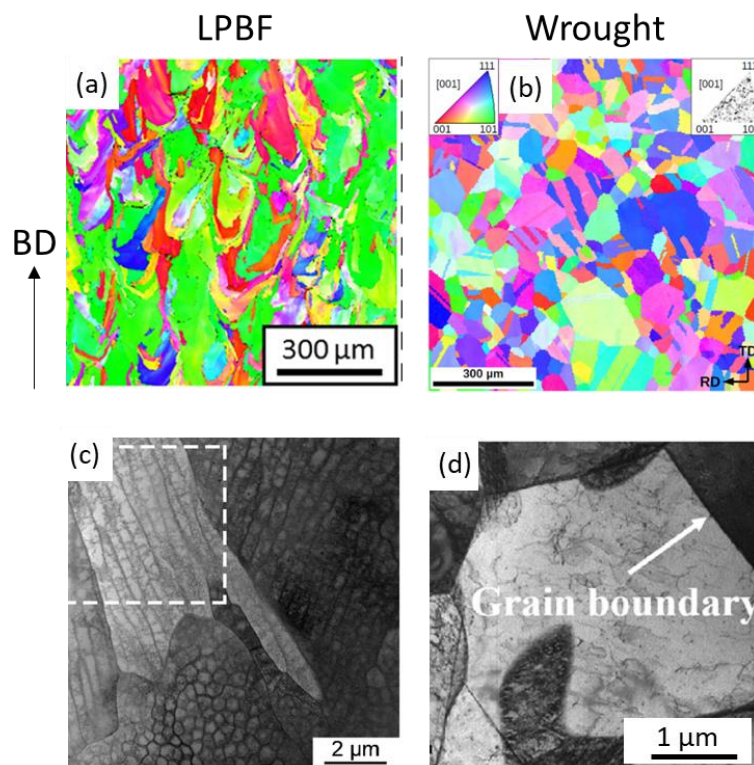 LPBF
Wrought
(a)
BD
300 µm
111
[001]
001
101
(b)
[001]
001
TD
RD
300 µm
(c)
2 µm
(d)
Grain boundary
1 µm